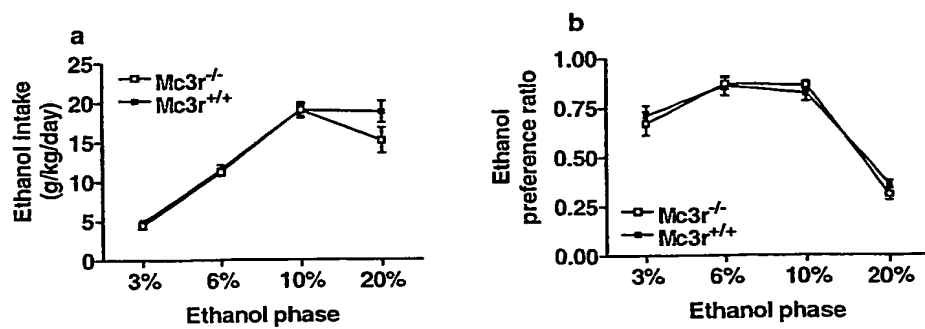 a
Ethanol Intake
(g/kg/day)
25
20
15
10
5
0
Mc3r-/-
Mc3r+/+
3% 6% 10% 20%
Ethanol phase
b
Ethanol
preference ratio
1.00
0.75
0.50
0.25
0.00
Mc3r-/-
Mc3r+/+
3% 6% 10% 20%
Ethanol phase